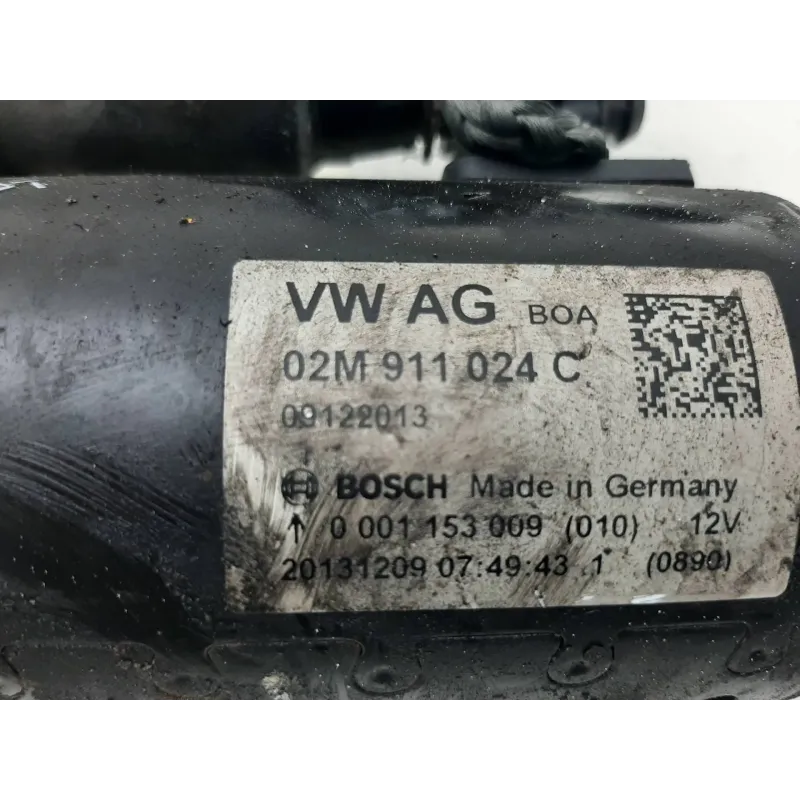 VW AG BOA
02M 911 024 C
09122013
BOSCH Made in Germany
↑ 0 001 153 009 (010) 12V
20131209 07:49:43 .1 (0890)